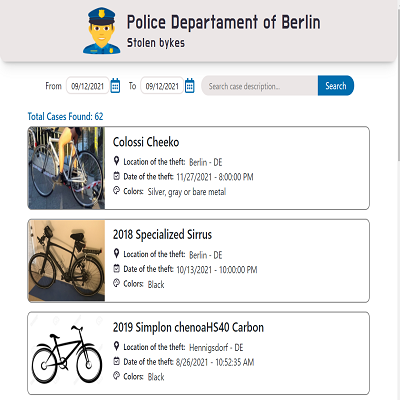 Police Departament of Berlin
Stolen bykes
From 09/12/2021 To 09/12/2021 Search case description... Search
Total Cases Found: 62
Colossi Cheeko
Location of the theft: Berlin - DE
Date of the theft: 11/27/2021 - 8:00:00 PM
Colors: Silver, gray or bare metal
2018 Specialized Sirrus
Location of the theft: Berlin - DE
Date of the theft: 10/13/2021 - 10:00:00 PM
Colors: Black
2019 Simplon chenoaHS40 Carbon
Location of the theft: Hennigsdorf - DE
Date of the theft: 8/26/2021 - 10:52:35 AM
Colors: Black